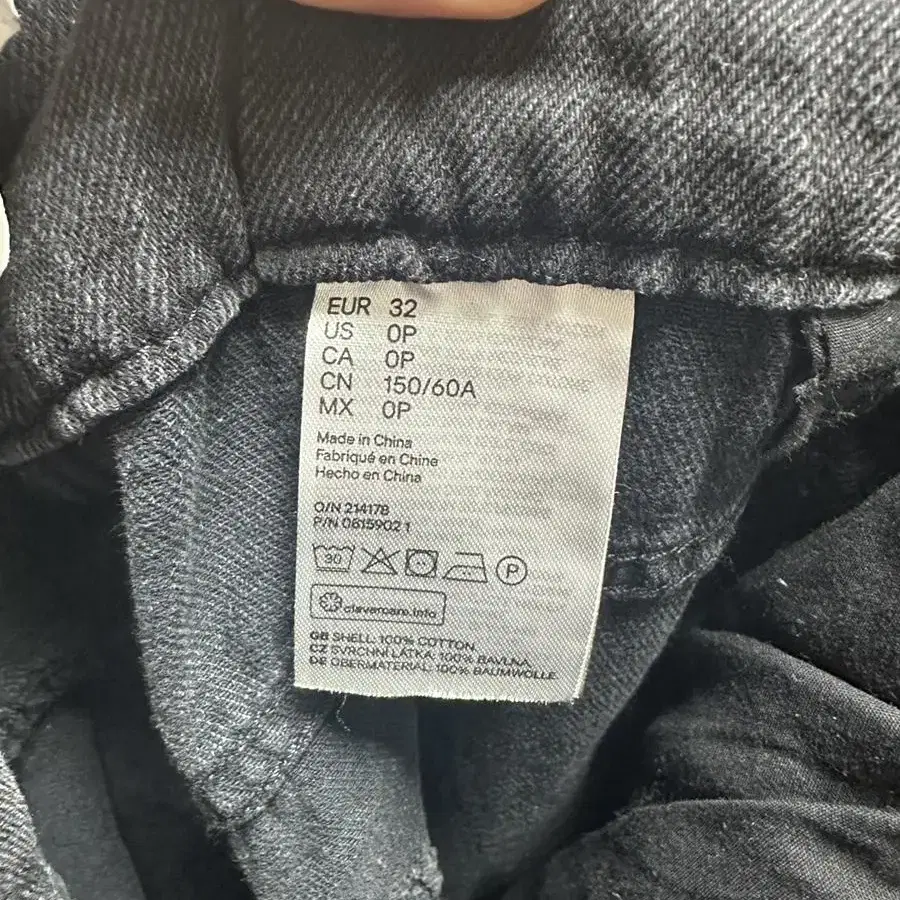 EUR 32
US 0P
CA 0P
CN 150/60A
MX 0P
Made in China
Fabriqué en Chine
Hecho en China
O/N 214178
P/N 0815902 1
30 P
clevercare.info
GB SHELL: 100% COTTON
CZ SVRCHNÍ LÁTKA: 100% BAVLNA
DE OBERMATERIAL: 100% BAUMWOLLE